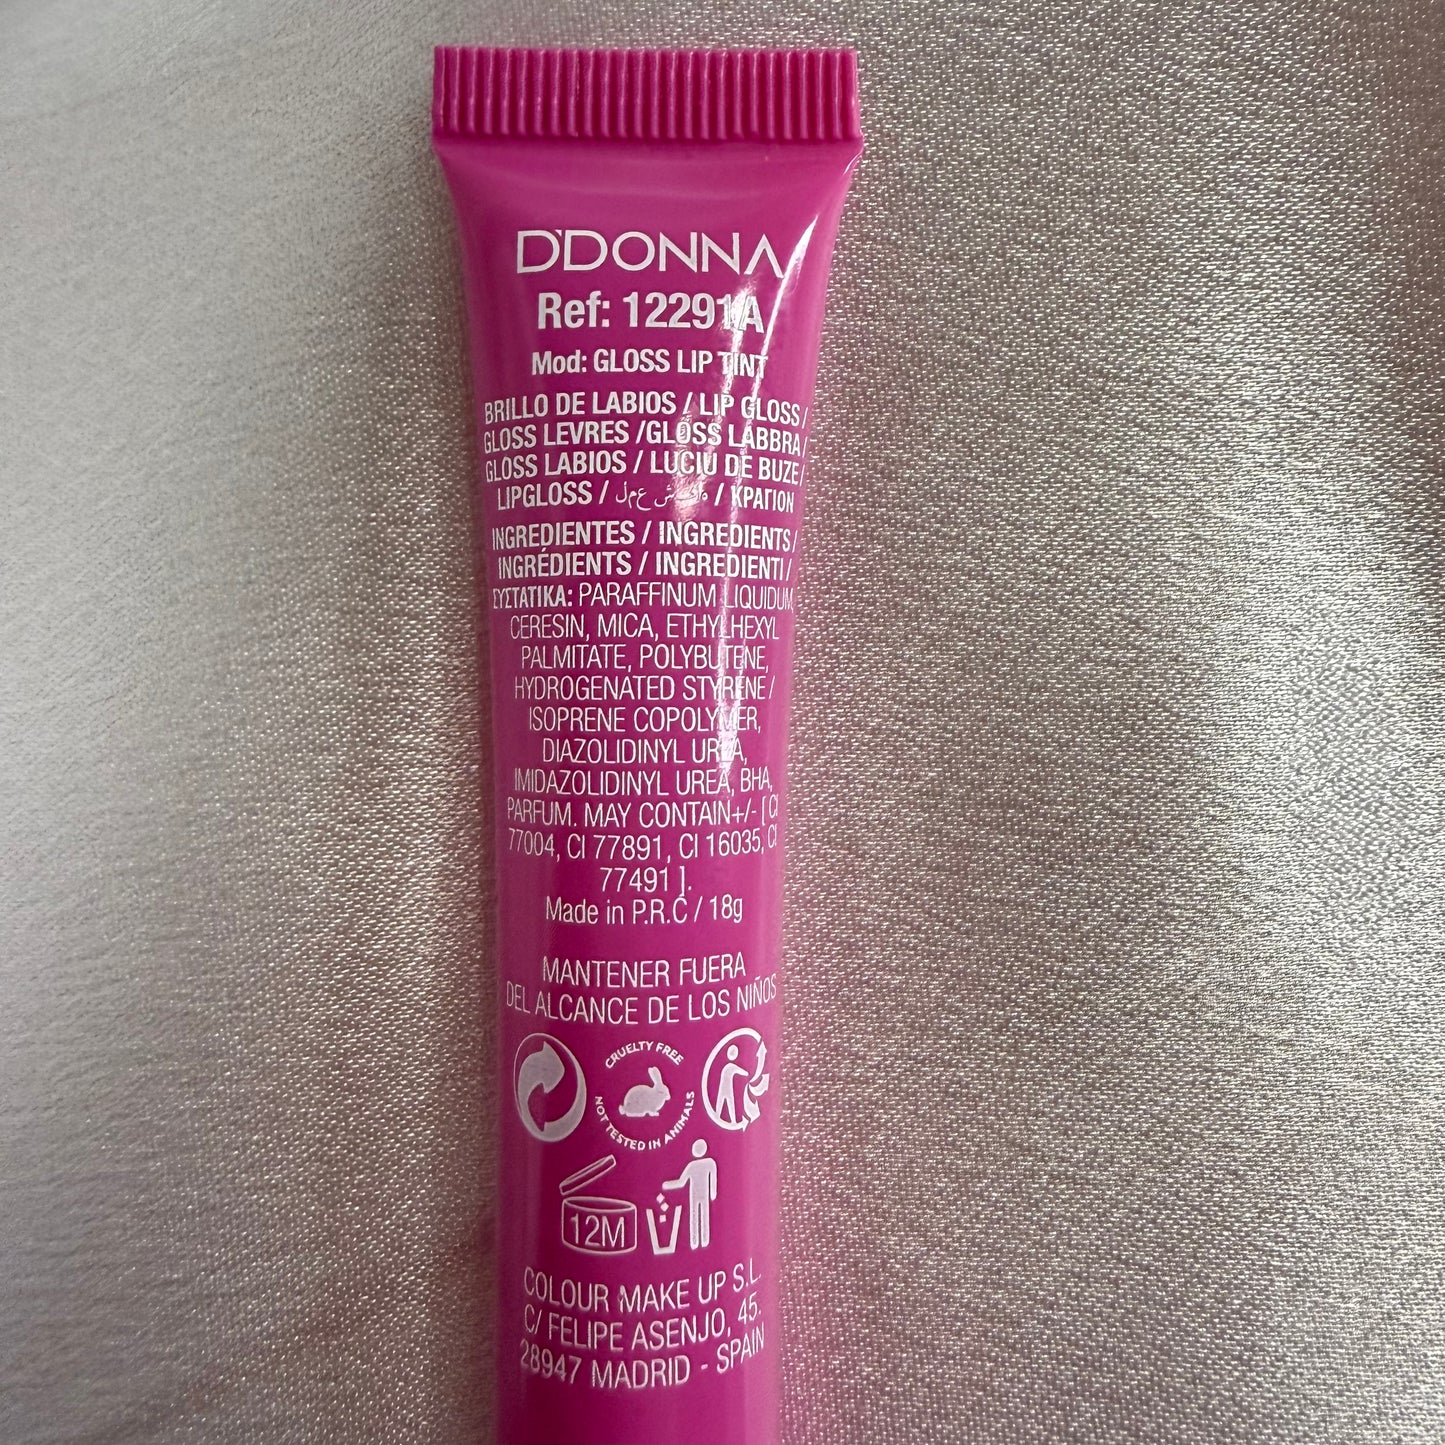 D'DONNA
Ref: 12291A
Mod: GLOSS LIP TINT
BRILLO DE LABIOS / LIP GLOSS /
GLOSS LEVRES /GLOSS LABBRA /
GLOSS LABIOS / LUCIU DE BUZE /
LIPGLOSS / / ΚΡΑΓΙΟΝ
INGREDIENTES / INGREDIENTS /
INGRÉDIENTS / INGREDIENTI /
ΣΥΣΤΑΤΙΚΑ: PARAFFINUM LIQUIDUM,
CERESIN, MICA, ETHYLHEXYL
PALMITATE, POLYBUTENE,
HYDROGENATED STYRENE /
ISOPRENE COPOLYMER,
DIAZOLIDINYL UREA,
IMIDAZOLIDINYL UREA, BHA,
PARFUM. MAY CONTAIN+/- [ CI
77004, CI 77891, CI 16035, CI
77491 ].
Made in P.R.C / 18g
MANTENER FUERA
DEL ALCANCE DE LOS NIÑOS
CRUELTY FREE
NOT TESTED IN ANIMALS
12M
COLOUR MAKE UP S.L.
C/ FELIPE ASENJO, 45.
28947 MADRID - SPAIN